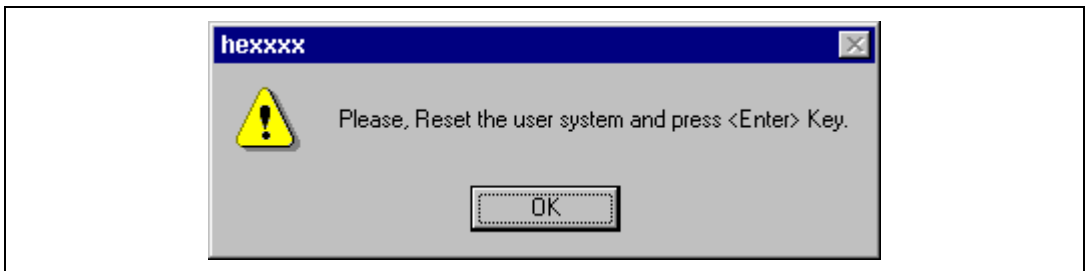 hexxxx
Please, Reset the user system and press <Enter> Key.
OK